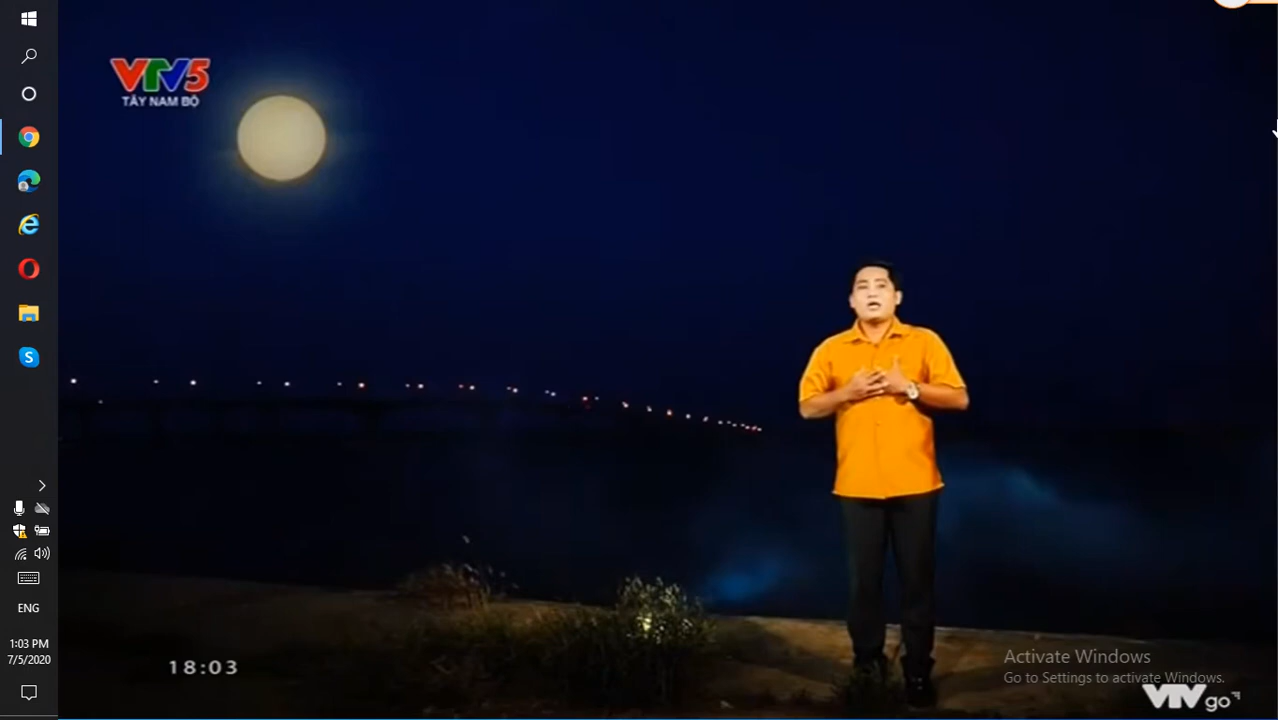 VTV5
TÂY NAM BỘ
18:03
Activate Windows
Go to Settings to activate Windows.
VTVgo
S
ENG
1:03 PM
7/5/2020